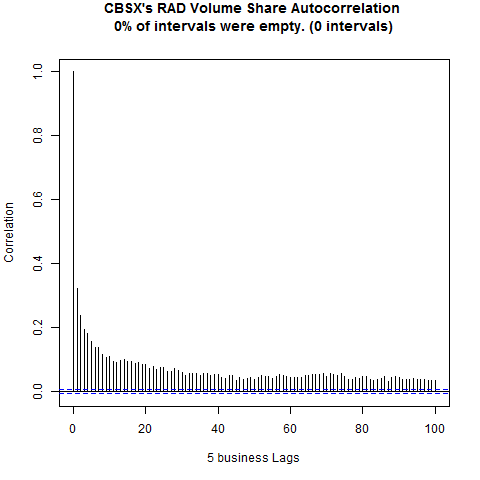 CBSX's RAD Volume Share Autocorrelation
0% of intervals were empty. (0 intervals)
Correlation
1.0
0.8
0.6
0.4
0.2
0.0
0 20 40 60 80 100
5 business Lags